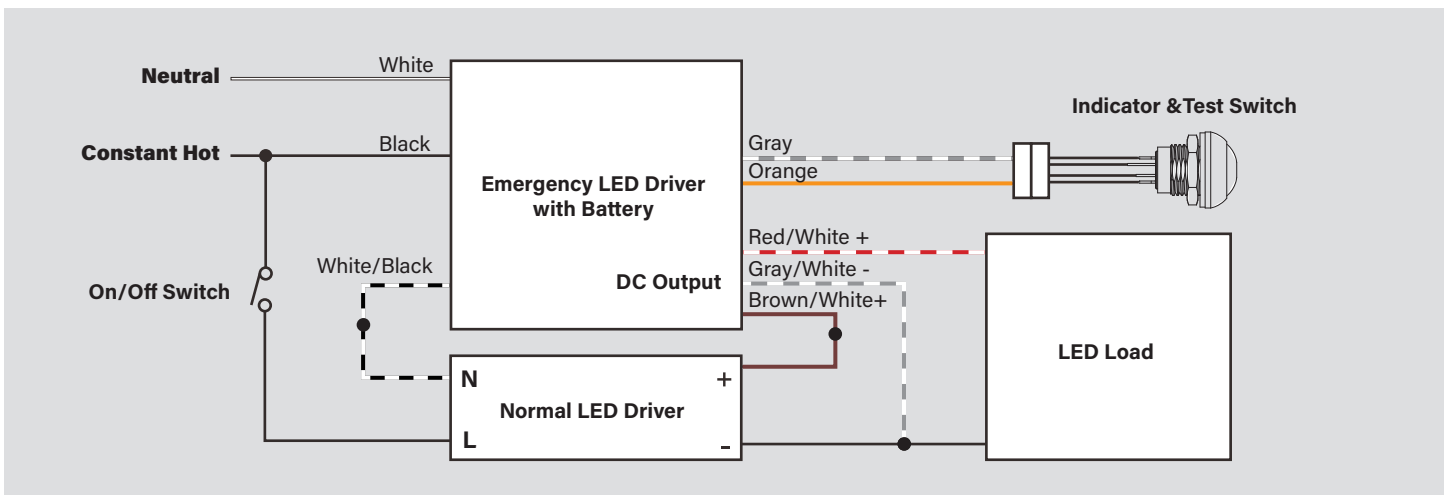 Neutral
White
Constant Hot
Black
Emergency LED Driver
with Battery
Gray
Orange
Indicator &Test Switch
Red/White +
Gray/White -
Brown/White+
DC Output
White/Black
On/Off Switch
N
L
Normal LED Driver
+
-
LED Load